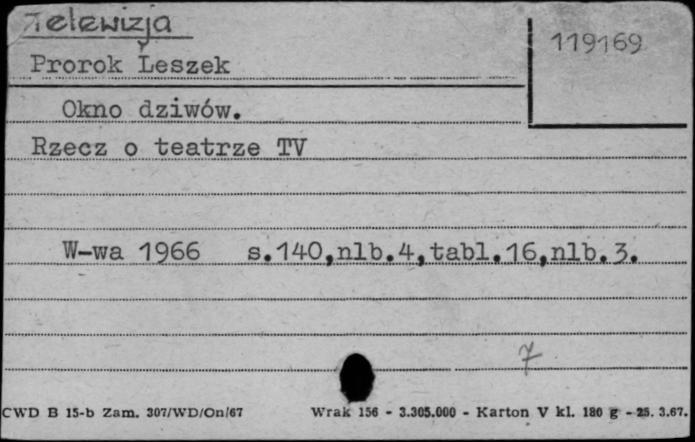 Telewizja
119169
Prorok Leszek
Okno dziwów.
Rzecz o teatrze TV
W-wa 1966 s.140,nlb.4,tabl.16,nlb.3.
7
CWD B 15-b Zam. 307/WD/On/67 Wrak 156 - 3.305.000 - Karton V kl. 180 g - 25. 3.67.